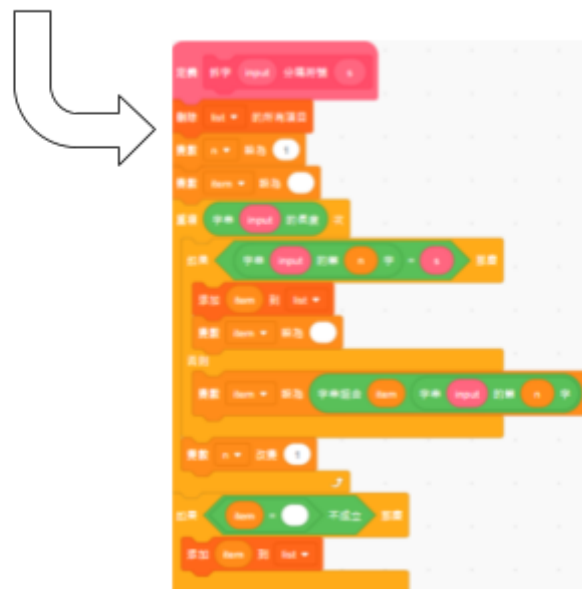 定義 拆字 input 分隔符號 s
刪除 list 的所有項目
變數 n 設為 1
變數 item 設為
重複 字串 input 的長度 次
如果 字串 input 的第 n 字 = s 那麼
添加 item 到 list
變數 item 設為
否則
變數 item 設為 字串組合 item 字串 input 的第 n 字
變數 n 改變 1
如果 item = 不成立 那麼
添加 item 到 list